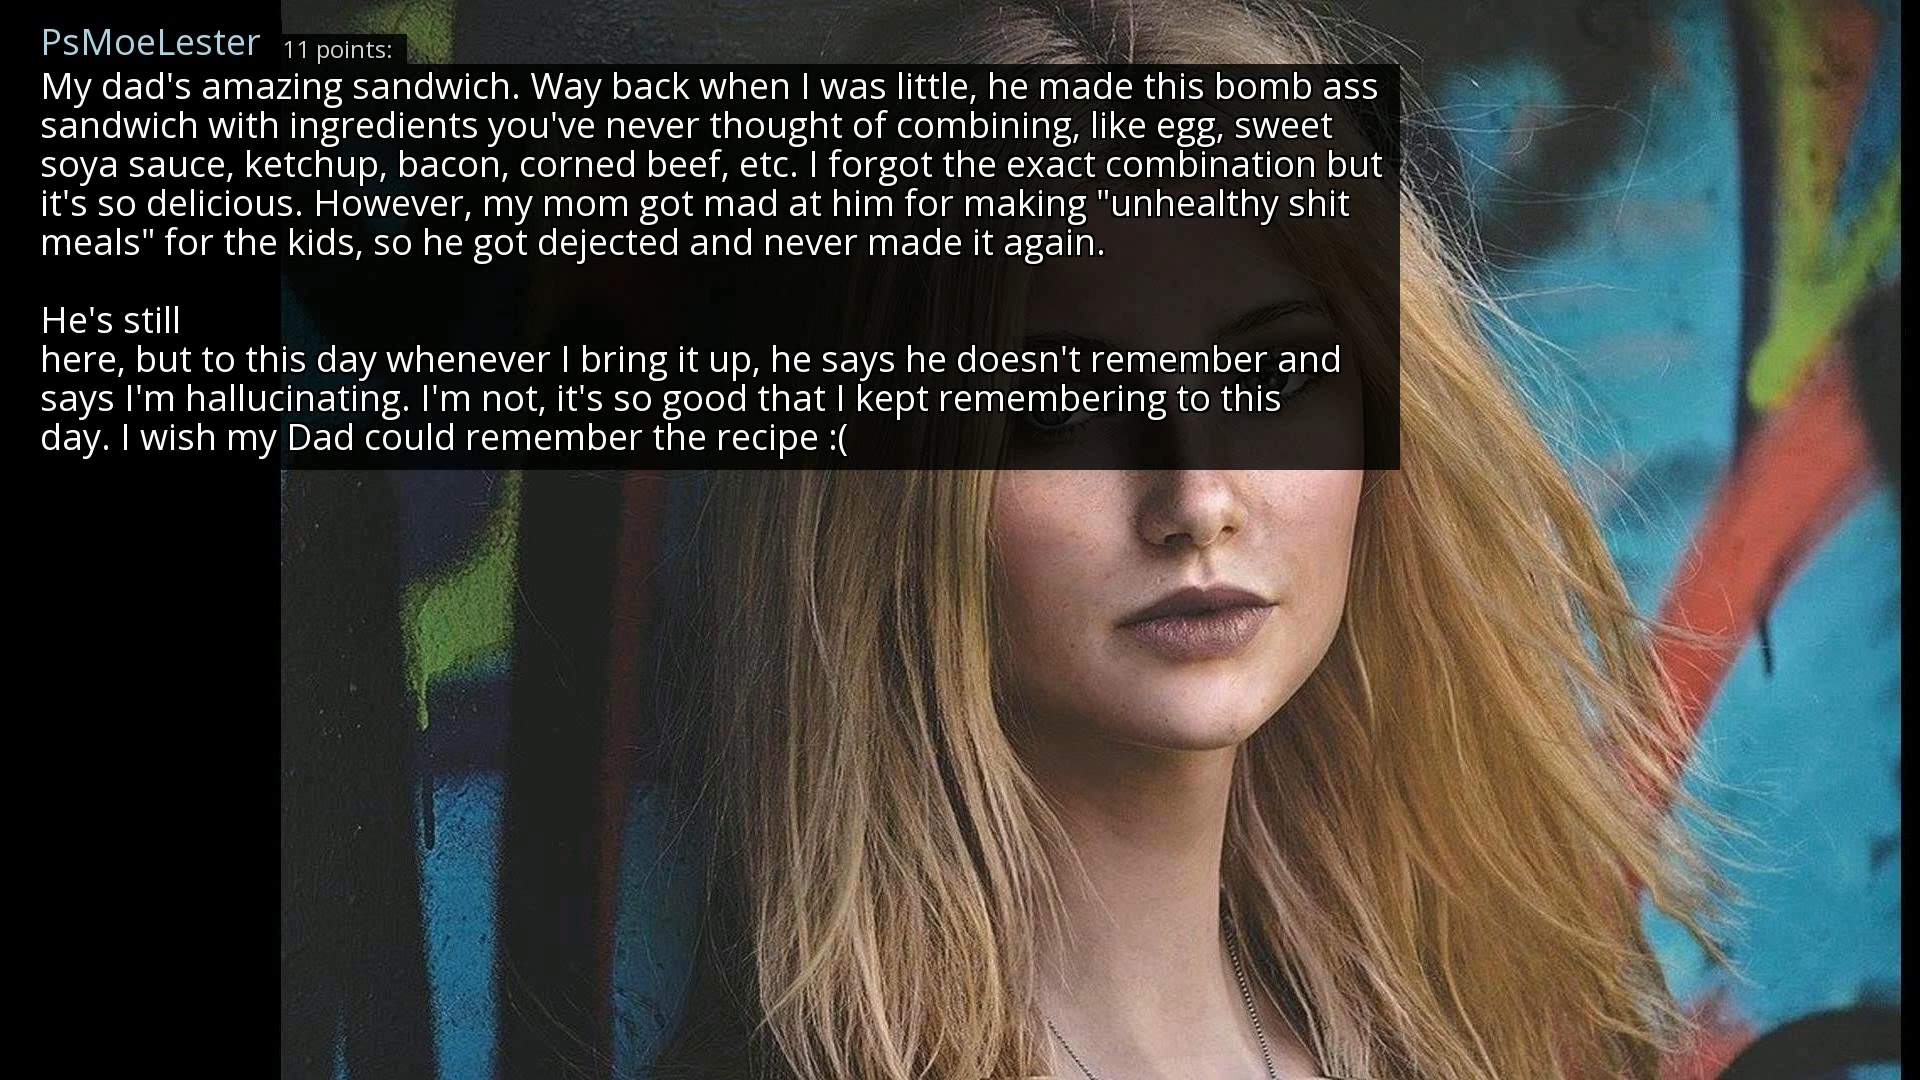 PsMoeLester 11 points:
My dad's amazing sandwich. Way back when I was little, he made this bomb ass
sandwich with ingredients you've never thought of combining, like egg, sweet
soya sauce, ketchup, bacon, corned beef, etc. I forgot the exact combination but
it's so delicious. However, my mom got mad at him for making "unhealthy shit
meals" for the kids, so he got dejected and never made it again.
He's still
here, but to this day whenever I bring it up, he says he doesn't remember and
says I'm hallucinating. I'm not, it's so good that I kept remembering to this
day. I wish my Dad could remember the recipe :(